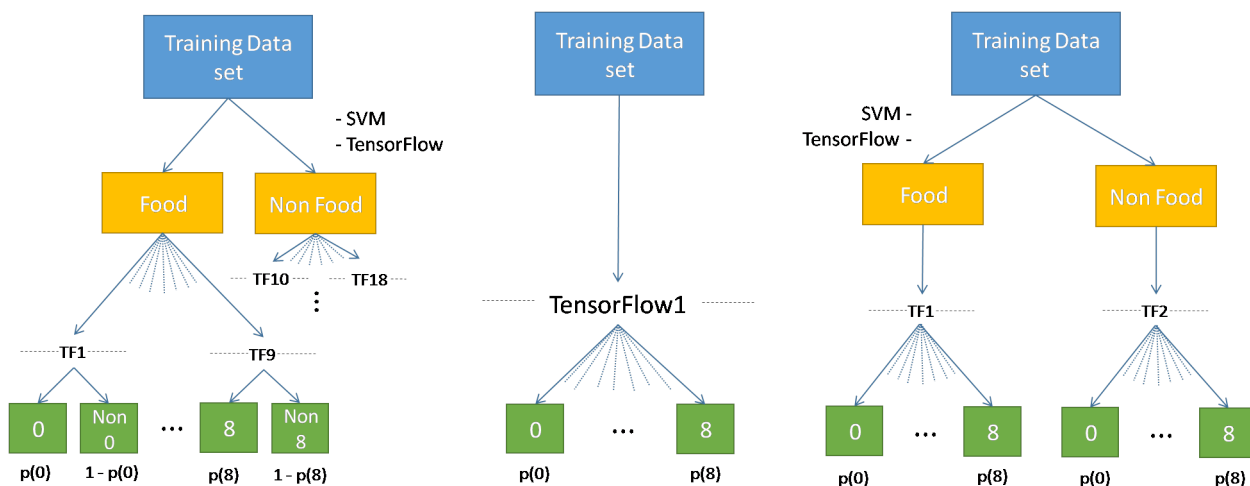 Training Data
set
- SVM
- TensorFlow
Food
Non Food
TF10
TF18
⋮
TF1
TF9
0
Non
0
...
8
Non
8
p(0)
1 - p(0)
p(8)
1 - p(8)
Training Data
set
TensorFlow1
0
...
8
p(0)
p(8)
Training Data
set
SVM -
TensorFlow -
Food
Non Food
TF1
TF2
0
...
8
0
...
8
p(0)
p(8)
p(0)
p(8)